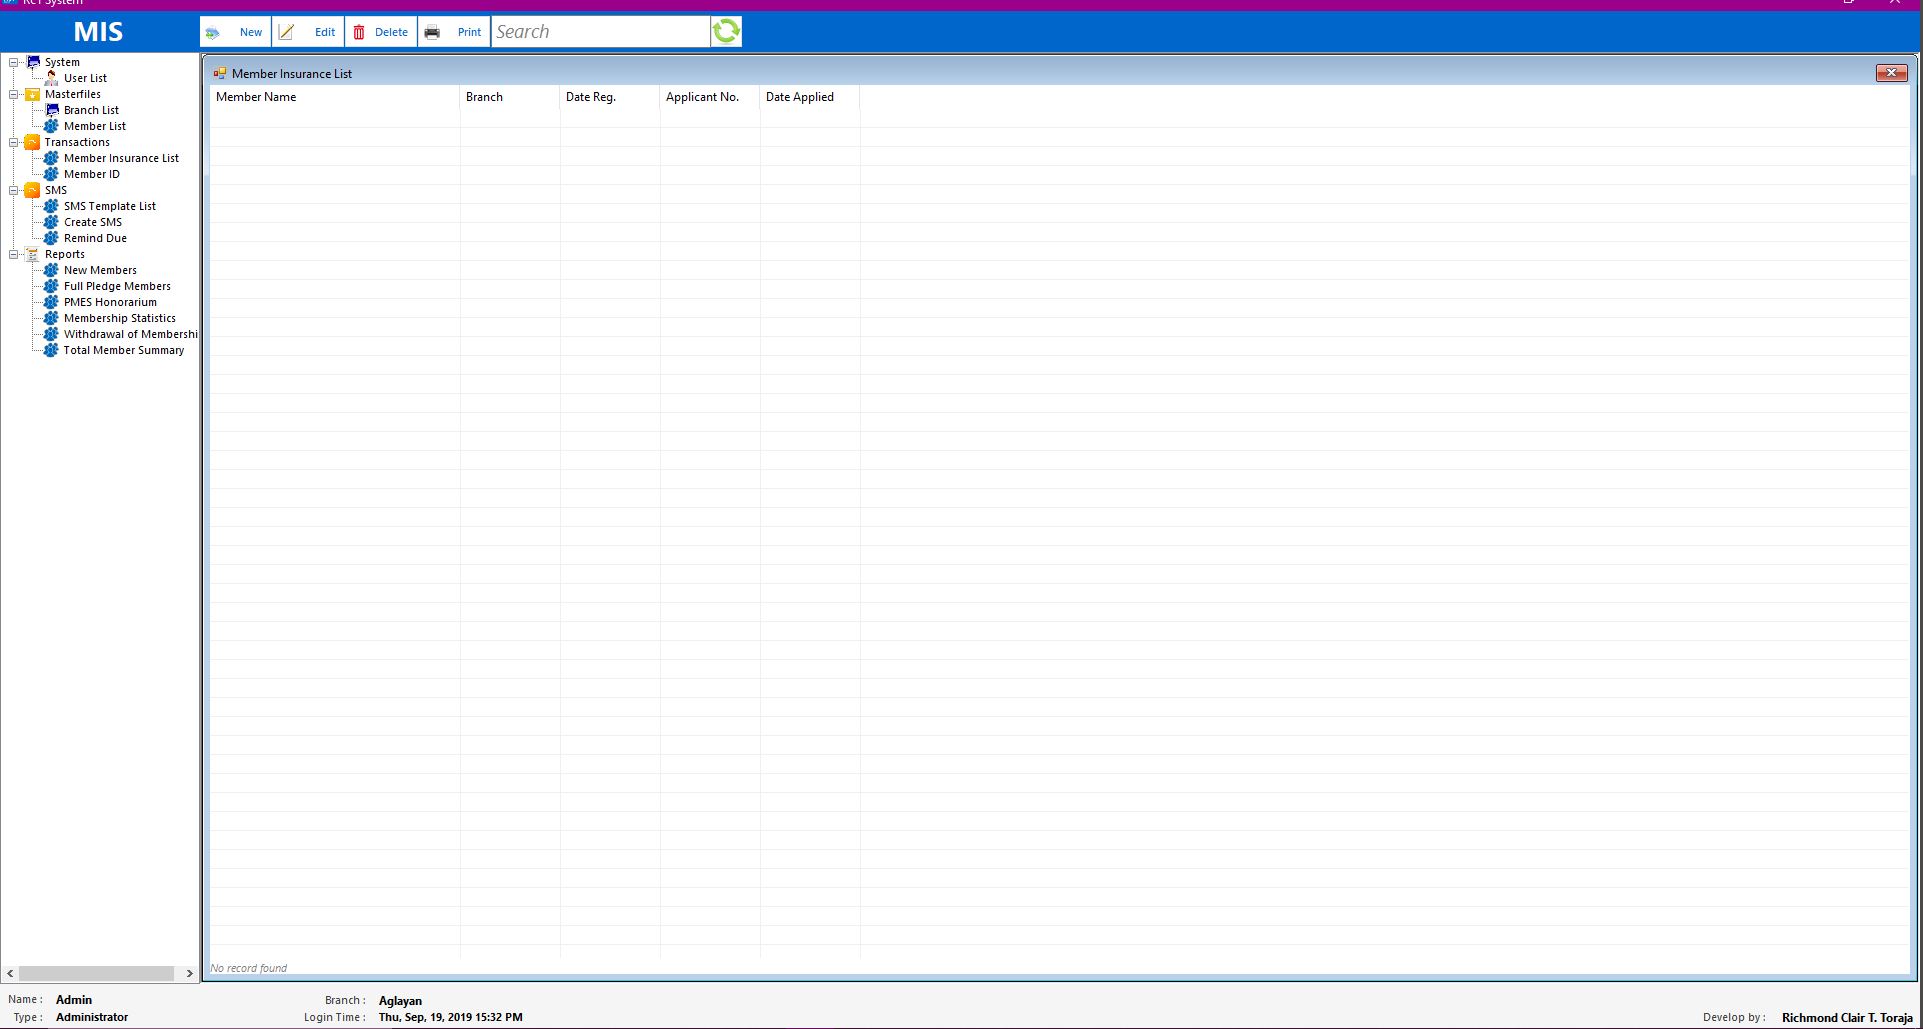 RCT System
MIS
New Edit Delete Print Search
System
User List
Masterfiles
Branch List
Member List
Transactions
Member Insurance List
Member ID
SMS
SMS Template List
Create SMS
Remind Due
Reports
New Members
Full Pledge Members
PMES Honorarium
Membership Statistics
Withdrawal of Membershi
Total Member Summary
Member Insurance List
Member Name Branch Date Reg. Applicant No. Date Applied
No record found
Name : Admin Branch : Aglayan
Type : Administrator Login Time : Thu, Sep, 19, 2019 15:32 PM Develop by : Richmond Clair T. Toraja